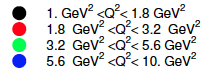 1. GeV² <Q²< 1.8 GeV²
1.8 GeV² <Q²< 3.2 GeV²
3.2 GeV² <Q²< 5.6 GeV²
5.6 GeV² <Q²< 10. GeV²